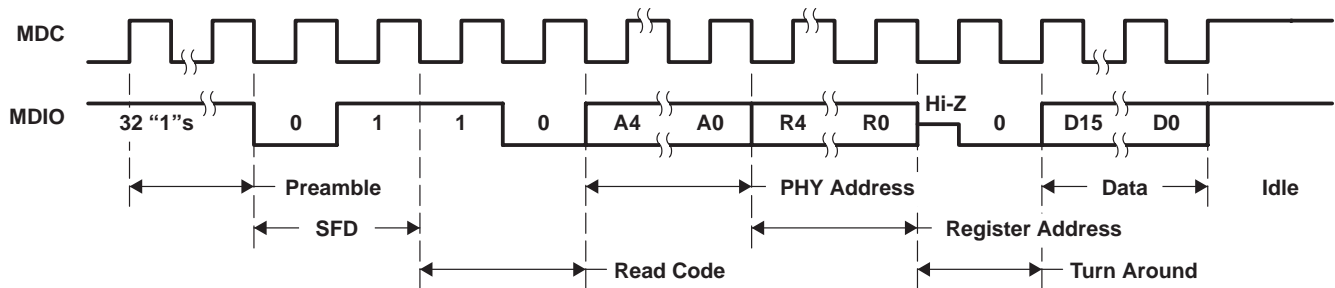 MDC
Hi-Z
MDIO
32 “1”s 0 1 1 0 A4 A0 R4 R0 0 D15 D0
Preamble PHY Address Data Idle
SFD Register Address
Read Code Turn Around